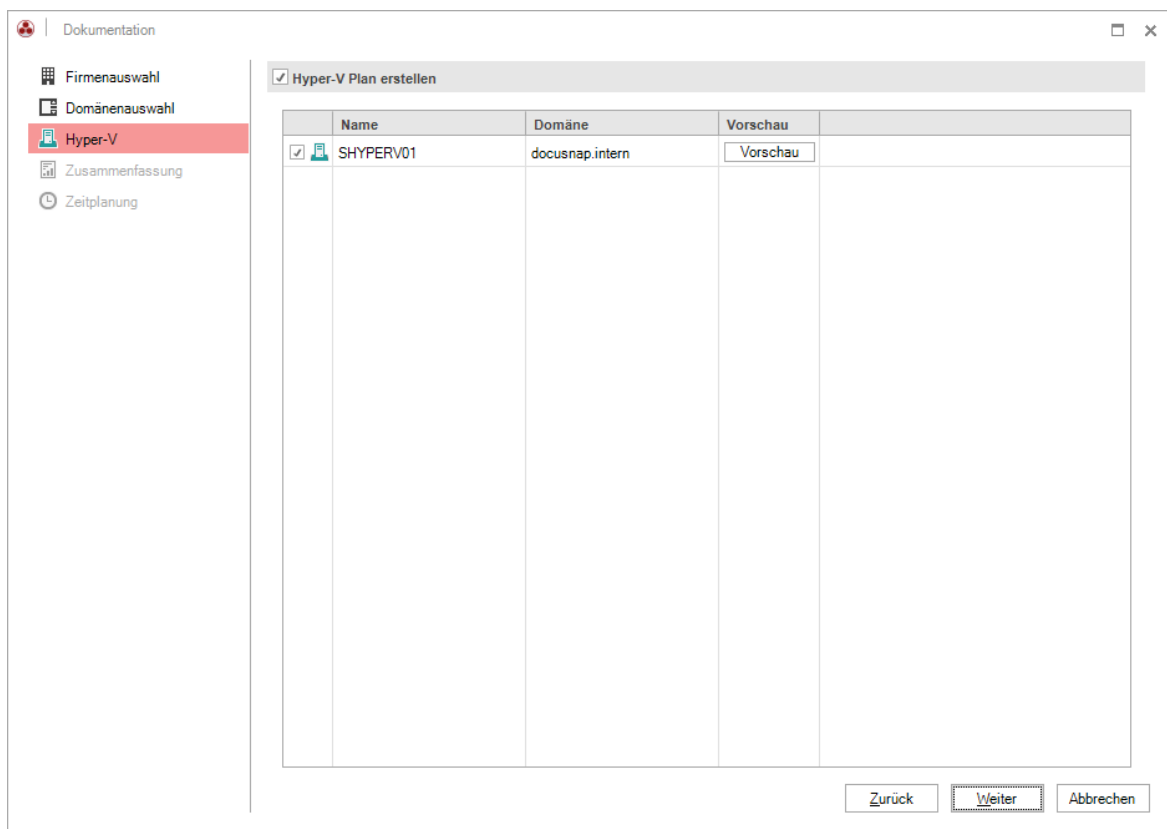 Dokumentation
Firmenauswahl
Domänenauswahl
Hyper-V
Zusammenfassung
Zeitplanung
Hyper-V Plan erstellen
Name Domäne Vorschau
SHYPERV01 docusnap.intern Vorschau
Zurück Weiter Abbrechen